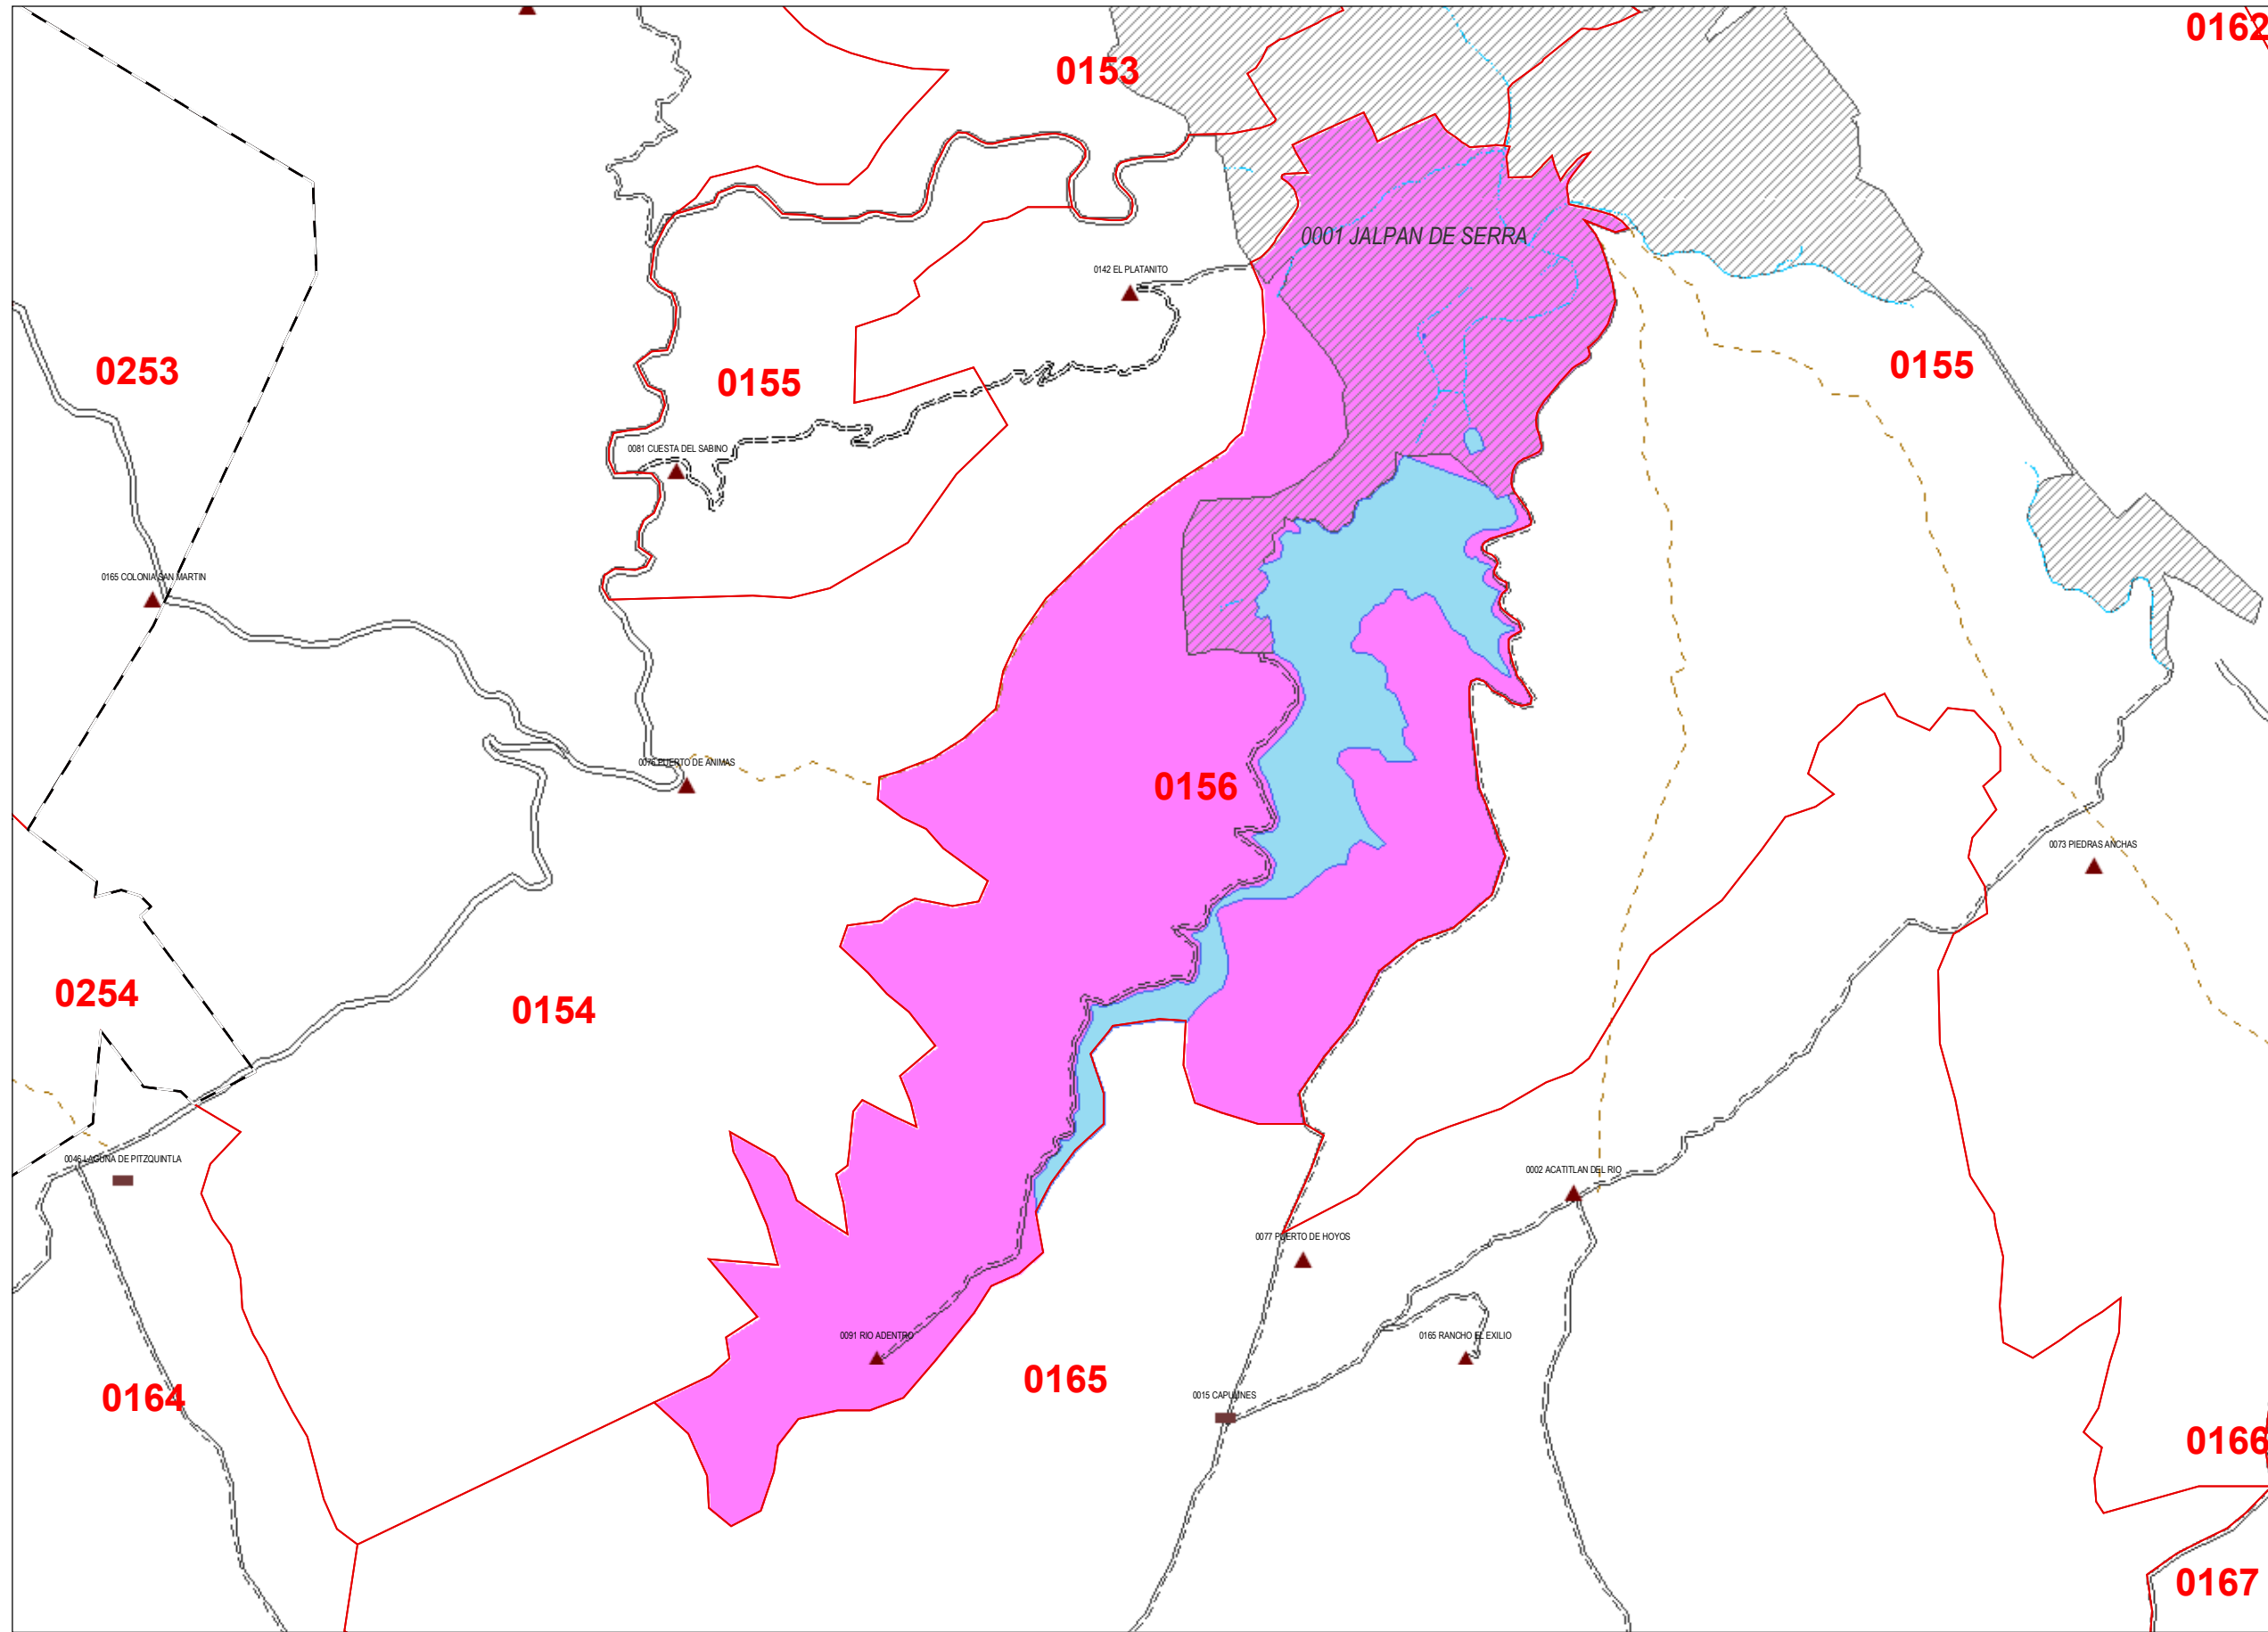 0162
0153
0001 JALPAN DE SERRA
0142 EL PLATANITO
0253
0155
0155
0081 CUESTA DEL SABINO
0165 COLONIA SAN MARTIN
0076 PUERTO DE ANIMAS
0156
0073 PIEDRAS ANCHAS
0254
0154
0046 LAGUNA DE PITZQUINTLA
0002 ACATITLAN DEL RIO
0077 PUERTO DE HOYOS
0091 RIO ADENTRO
0165 RANCHO EL EXILIO
0165
0164
0015 CAPULINES
0166
0167